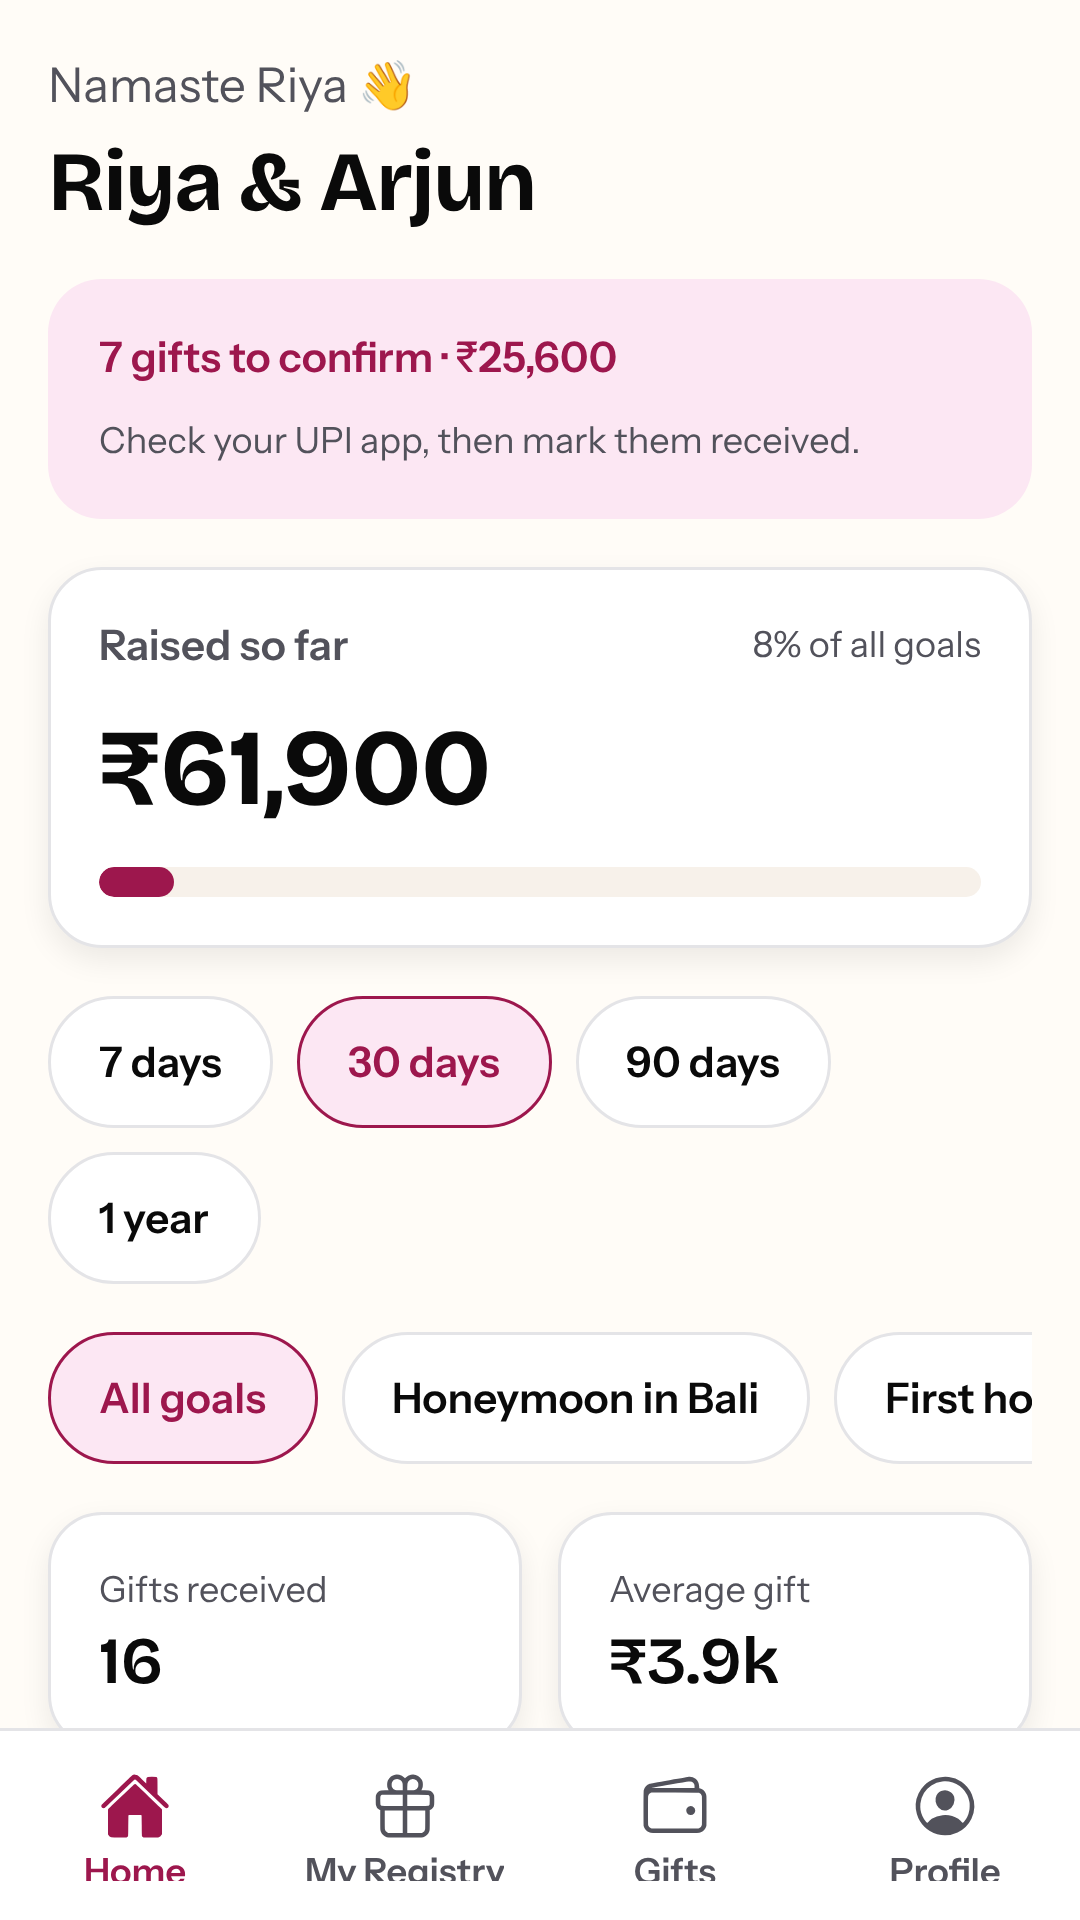 Namaste Riya 👋
Riya & Arjun
7 gifts to confirm · ₹25,600
Check your UPI app, then mark them received.
Raised so far
8% of all goals
₹61,900
7 days
30 days
90 days
1 year
All goals
Honeymoon in Bali
First ho
Gifts received
16
Average gift
₹3.9k
Home
My Registry
Gifts
Profile